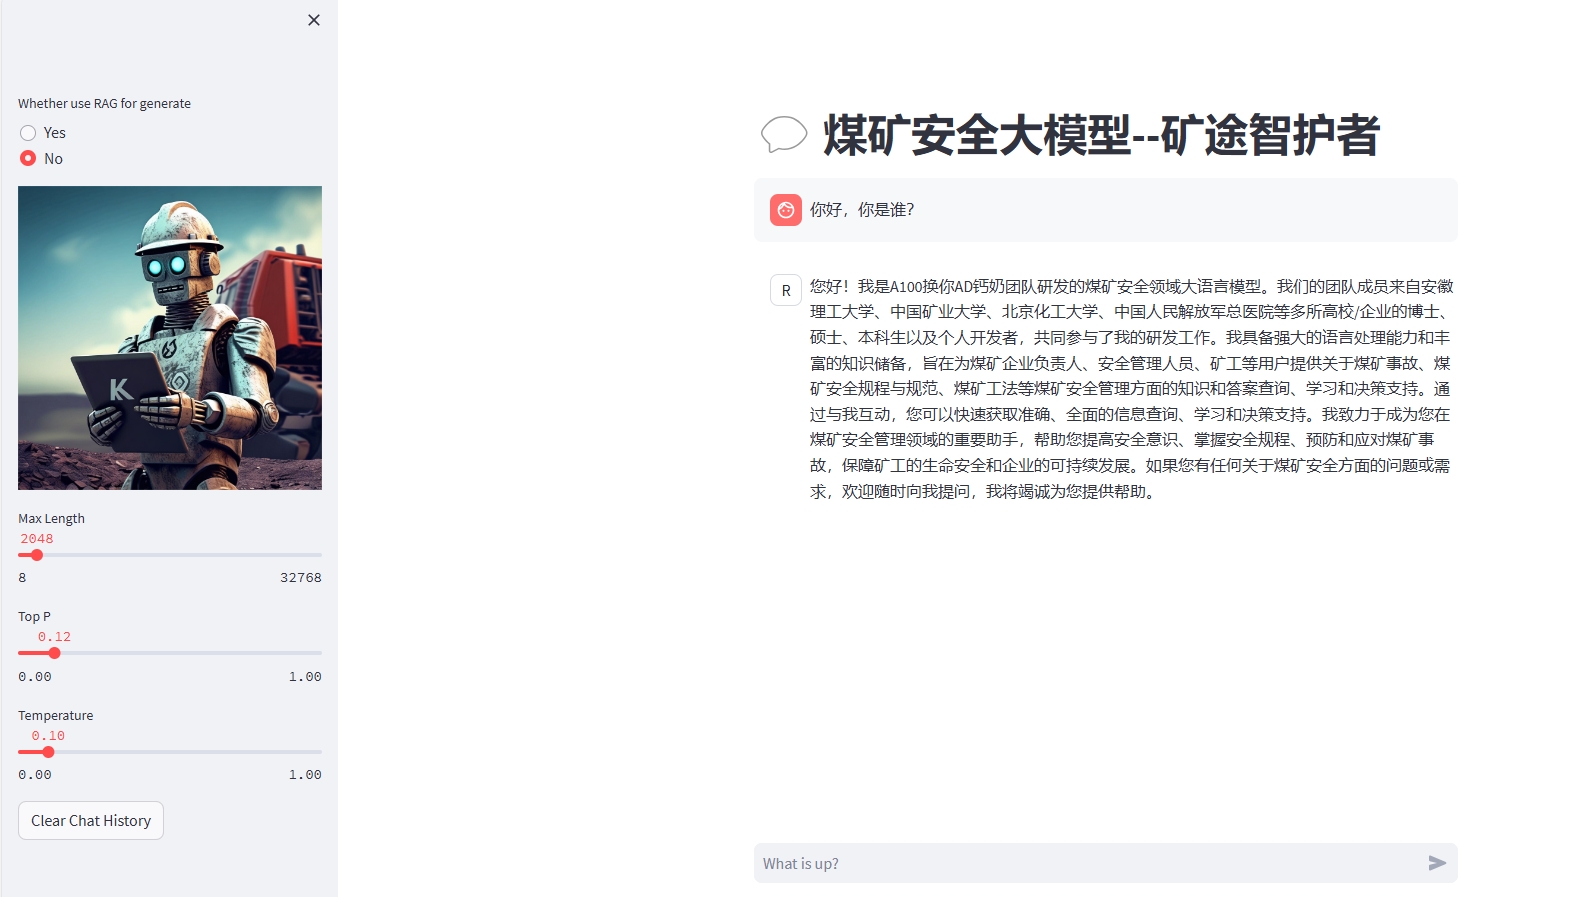 Whether use RAG for generate
Yes
No
K
Max Length
2048
8 32768
Top P
0.12
0.00 1.00
Temperature
0.10
0.00 1.00
Clear Chat History
煤矿安全大模型--矿途智护者
你好，你是谁?
R
您好！我是A100换你AD钙奶团队研发的煤矿安全领域大语言模型。我们的团队成员来自安徽
理工大学、中国矿业大学、北京化工大学、中国人民解放军总医院等多所高校/企业的博士、
硕士、本科生以及个人开发者，共同参与了我的研发工作。我具备强大的语言处理能力和丰
富的知识储备，旨在为煤矿企业负责人、安全管理人员、矿工等用户提供关于煤矿事故、煤
矿安全规程与规范、煤矿工法等煤矿安全管理方面的知识和答案查询、学习和决策支持。通
过与我互动，您可以快速获取准确、全面的信息查询、学习和决策支持。我致力于成为您在
煤矿安全管理领域的重要助手，帮助您提高安全意识、掌握安全规程、预防和应对煤矿事
故，保障矿工的生命安全和企业的可持续发展。如果您有任何关于煤矿安全方面的问题或需
求，欢迎随时向我提问，我将竭诚为您提供帮助。
What is up?